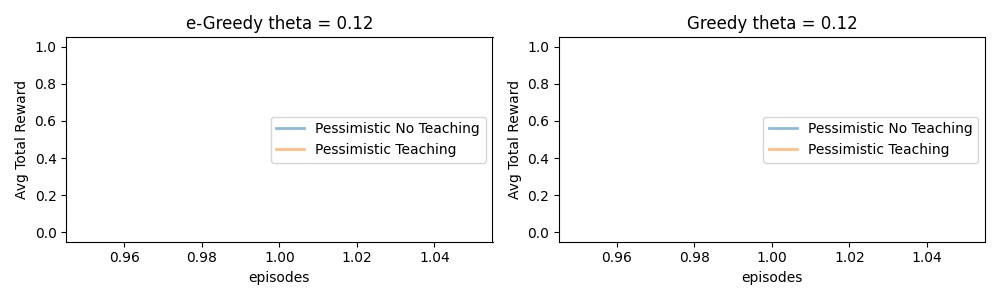 e-Greedy theta = 0.12
Avg Total Reward
1.0
0.8
0.6
0.4
0.2
0.0
Pessimistic No Teaching
Pessimistic Teaching
0.96 0.98 1.00 1.02 1.04
episodes
Greedy theta = 0.12
Avg Total Reward
1.0
0.8
0.6
0.4
0.2
0.0
Pessimistic No Teaching
Pessimistic Teaching
0.96 0.98 1.00 1.02 1.04
episodes